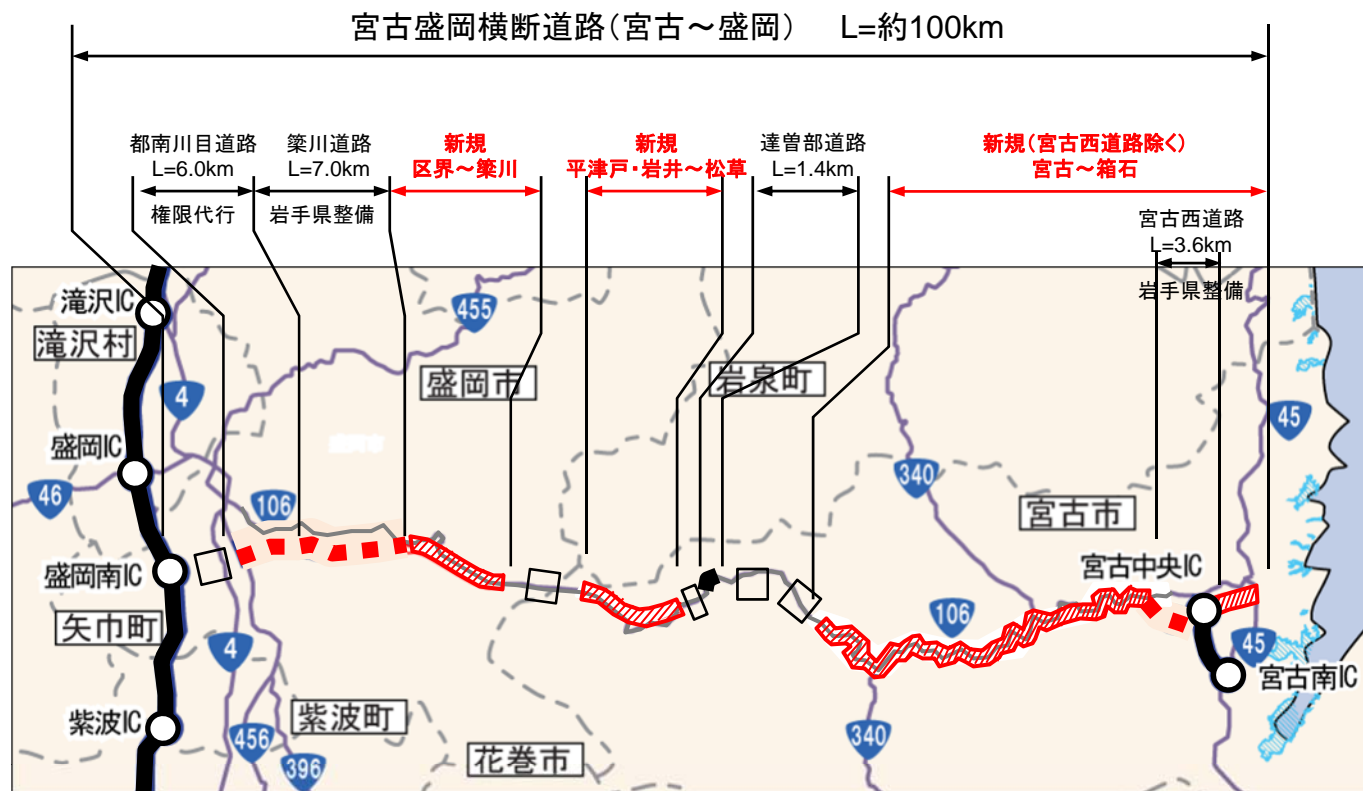 宮古盛岡横断道路(宮古～盛岡)　L=約100km
都南川目道路
L=6.0km
権限代行
簗川道路
L=7.0km
岩手県整備
新規
区界～簗川
新規
平津戸・岩井～松草
達曽部道路
L=1.4km
新規(宮古西道路除く)
宮古～箱石
宮古西道路
L=3.6km
岩手県整備
滝沢IC
滝沢村
455
盛岡市
岩泉町
4
45
盛岡IC
46
106
340
宮古市
盛岡南IC
宮古中央IC
矢巾町
4
106
45
宮古南IC
紫波IC
紫波町
456
396
花巻市
340